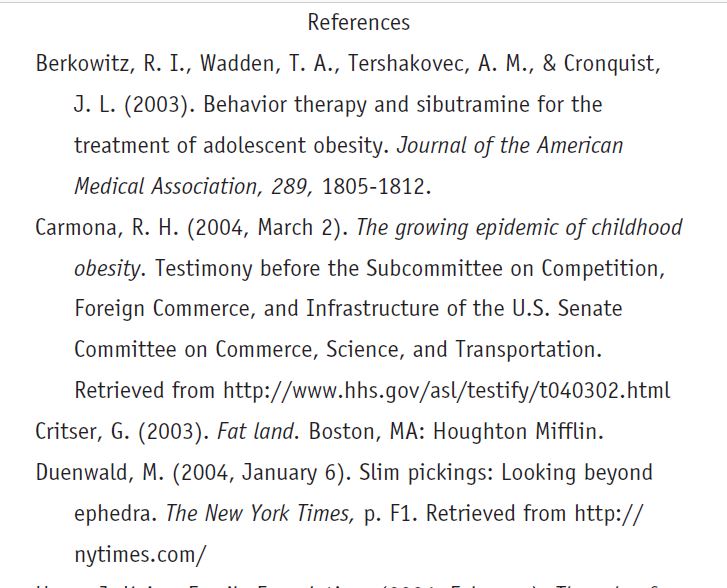 References
Berkowitz, R. I., Wadden, T. A., Tershakovec, A. M., & Cronquist,
J. L. (2003). Behavior therapy and sibutramine for the
treatment of adolescent obesity. Journal of the American
Medical Association, 289, 1805-1812.
Carmona, R. H. (2004, March 2). The growing epidemic of childhood
obesity. Testimony before the Subcommittee on Competition,
Foreign Commerce, and Infrastructure of the U.S. Senate
Committee on Commerce, Science, and Transportation.
Retrieved from http://www.hhs.gov/asl/testify/t040302.html
Critser, G. (2003). Fat land. Boston, MA: Houghton Mifflin.
Duenwald, M. (2004, January 6). Slim pickings: Looking beyond
ephedra. The New York Times, p. F1. Retrieved from http://
nytimes.com/